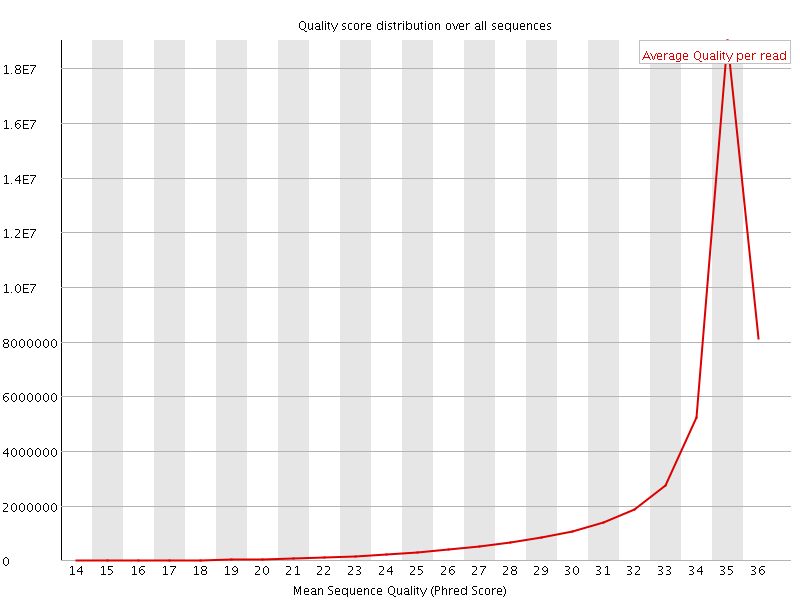 Quality score distribution over all sequences
Average Quality per read
1.8E7
1.6E7
1.4E7
1.2E7
1.0E7
8000000
6000000
4000000
2000000
0
14 15 16 17 18 19 20 21 22 23 24 25 26 27 28 29 30 31 32 33 34 35 36
Mean Sequence Quality (Phred Score)